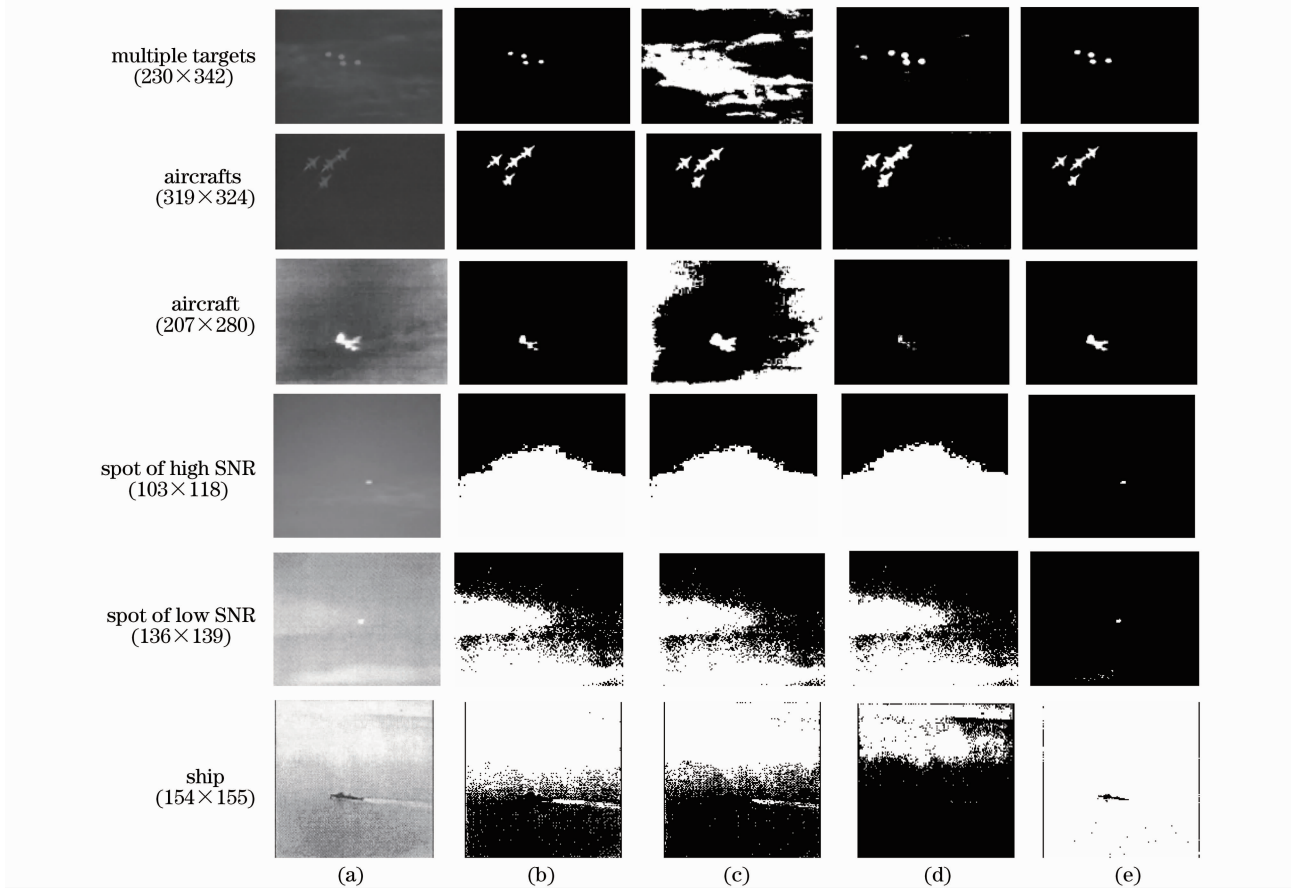 multiple targets
(230×342)
aircrafts
(319×324)
aircraft
(207×280)
spot of high SNR
(103×118)
spot of low SNR
(136×139)
ship
(154×155)
(a) (b) (c) (d) (e)